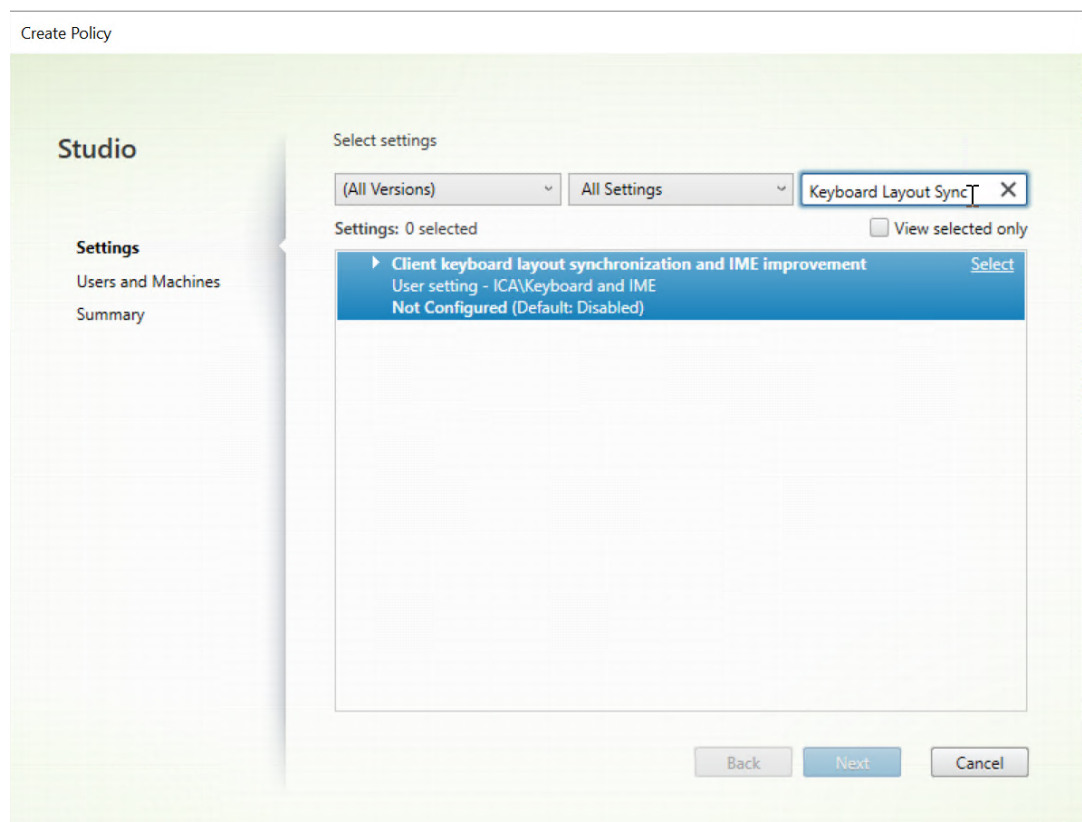 Create Policy
Studio
Settings
Users and Machines
Summary
Select settings
(All Versions)
All Settings
Keyboard Layout Sync
Settings: 0 selected
View selected only
Client keyboard layout synchronization and IME improvement
Select
User setting - ICA\Keyboard and IME
Not Configured (Default: Disabled)
Back
Next
Cancel